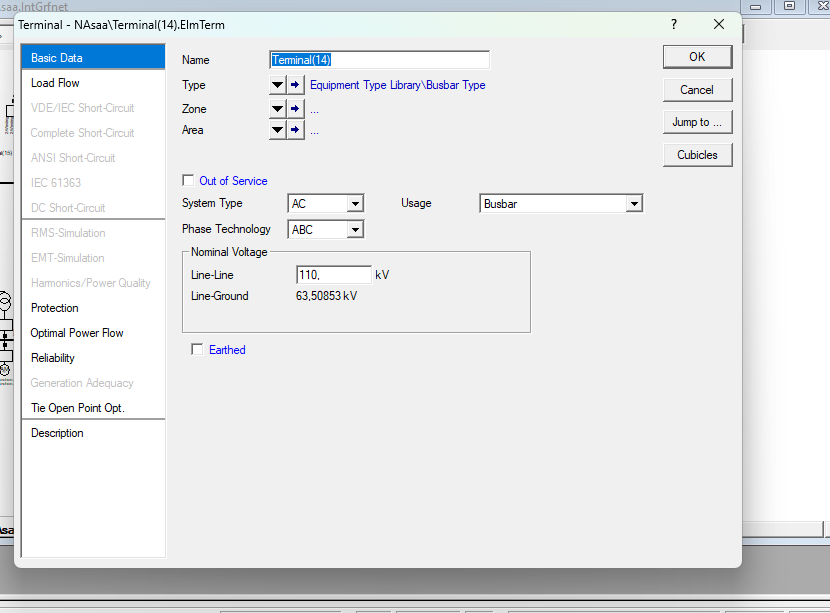 saa.IntGrfnet
Terminal - NAsaa\Terminal(14).ElmTerm
?
Basic Data
Load Flow
VDE/IEC Short-Circuit
Complete Short-Circuit
ANSI Short-Circuit
IEC 61363
DC Short-Circuit
RMS-Simulation
EMT-Simulation
Harmonics/Power Quality
Protection
Optimal Power Flow
Reliability
Generation Adequacy
Tie Open Point Opt.
Description
Name Terminal(14)
Type Equipment Type Library\Busbar Type
Zone ...
Area ...
Out of Service
System Type AC Usage Busbar
Phase Technology ABC
Nominal Voltage
Line-Line 110, kV
Line-Ground 63,50853 kV
Earthed
OK
Cancel
Jump to ...
Cubicles